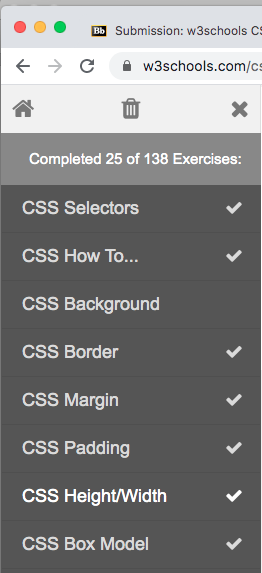 Bb Submission: w3schools CS
w3schools.com/cs
Completed 25 of 138 Exercises:
CSS Selectors
CSS How To...
CSS Background
CSS Border
CSS Margin
CSS Padding
CSS Height/Width
CSS Box Model